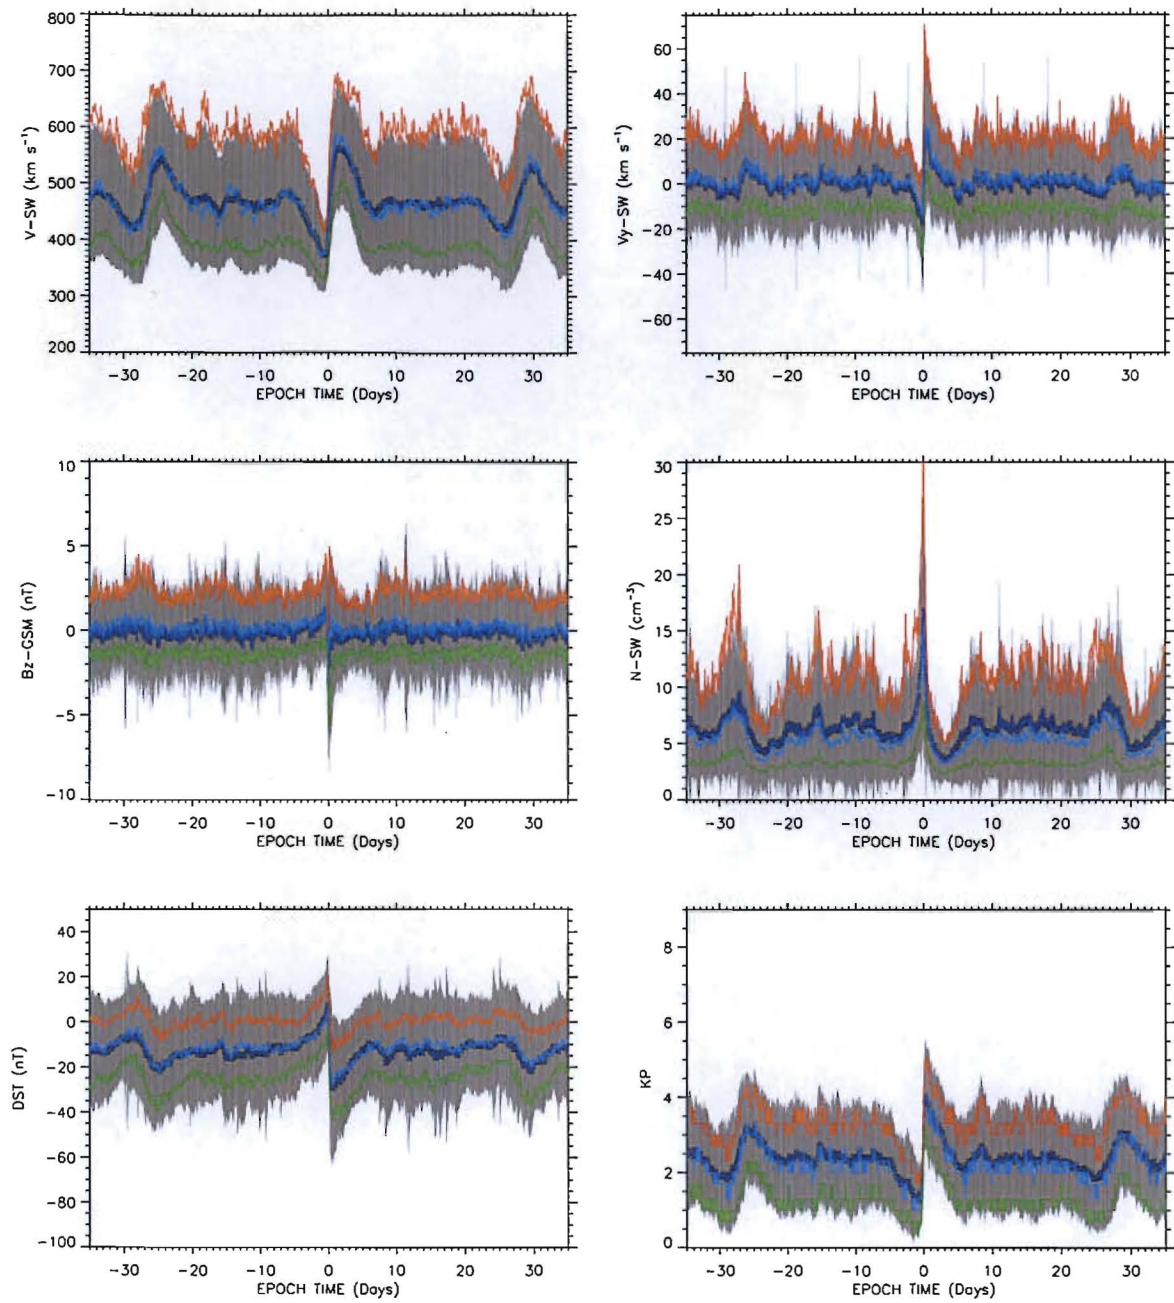 800
700
600
500
400
300
200
V-SW (km s⁻¹)
-30 -20 -10 0 10 20 30
EPOCH TIME (Days)
60
40
20
0
-20
-40
-60
Vy-SW (km s⁻¹)
-30 -20 -10 0 10 20 30
EPOCH TIME (Days)
10
5
0
-5
-10
Bz-GSM (nT)
-30 -20 -10 0 10 20 30
EPOCH TIME (Days)
30
25
20
15
10
5
0
N-SW (cm⁻³)
-30 -20 -10 0 10 20 30
EPOCH TIME (Days)
40
20
0
-20
-40
-60
-80
-100
DST (nT)
-30 -20 -10 0 10 20 30
EPOCH TIME (Days)
8
6
4
2
0
KP
-30 -20 -10 0 10 20 30
EPOCH TIME (Days)